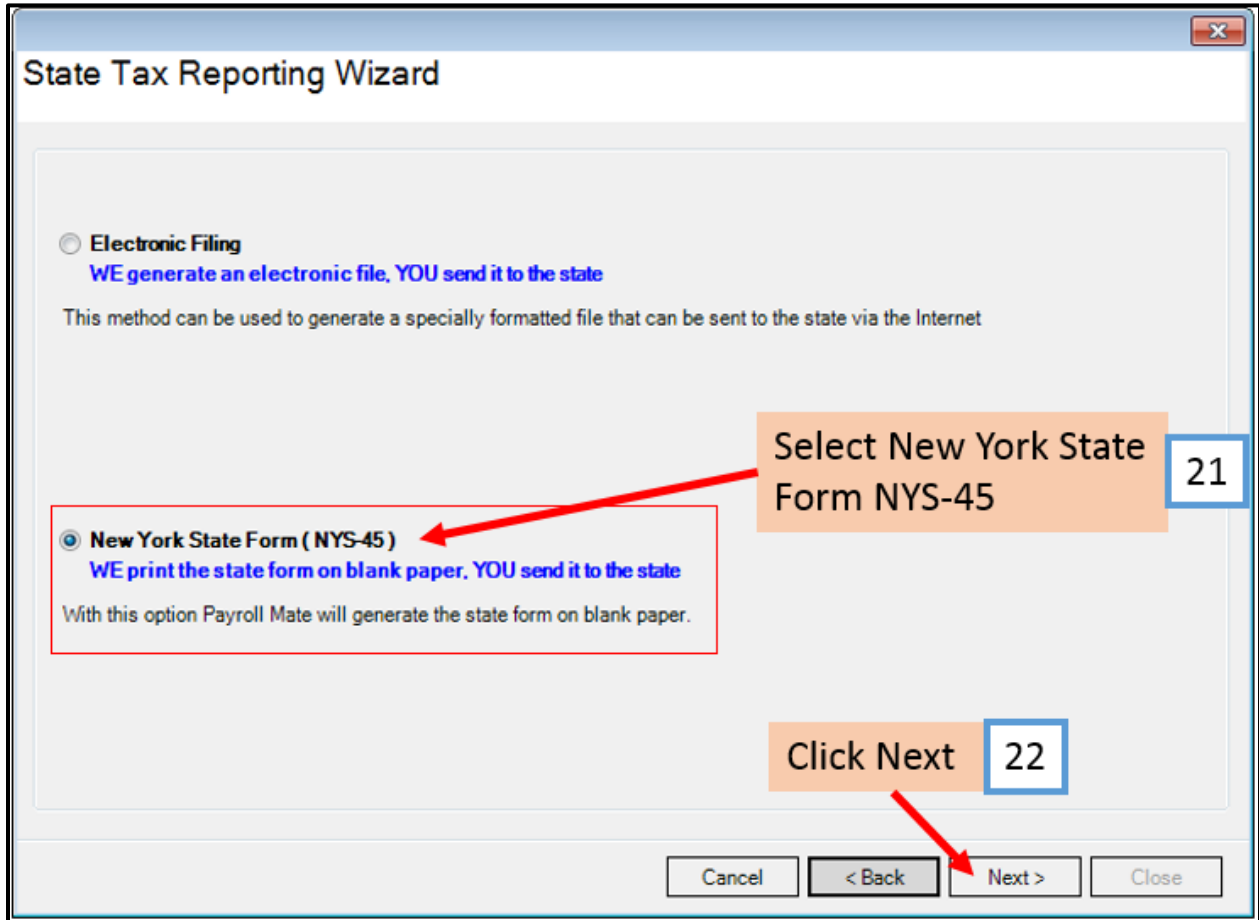 State Tax Reporting Wizard
Electronic Filing
WE generate an electronic file, YOU send it to the state
This method can be used to generate a specially formatted file that can be sent to the state via the Internet
Select New York State
Form NYS-45
21
New York State Form ( NYS-45 )
WE print the state form on blank paper, YOU send it to the state
With this option Payroll Mate will generate the state form on blank paper.
Click Next
22
Cancel
< Back
Next >
Close